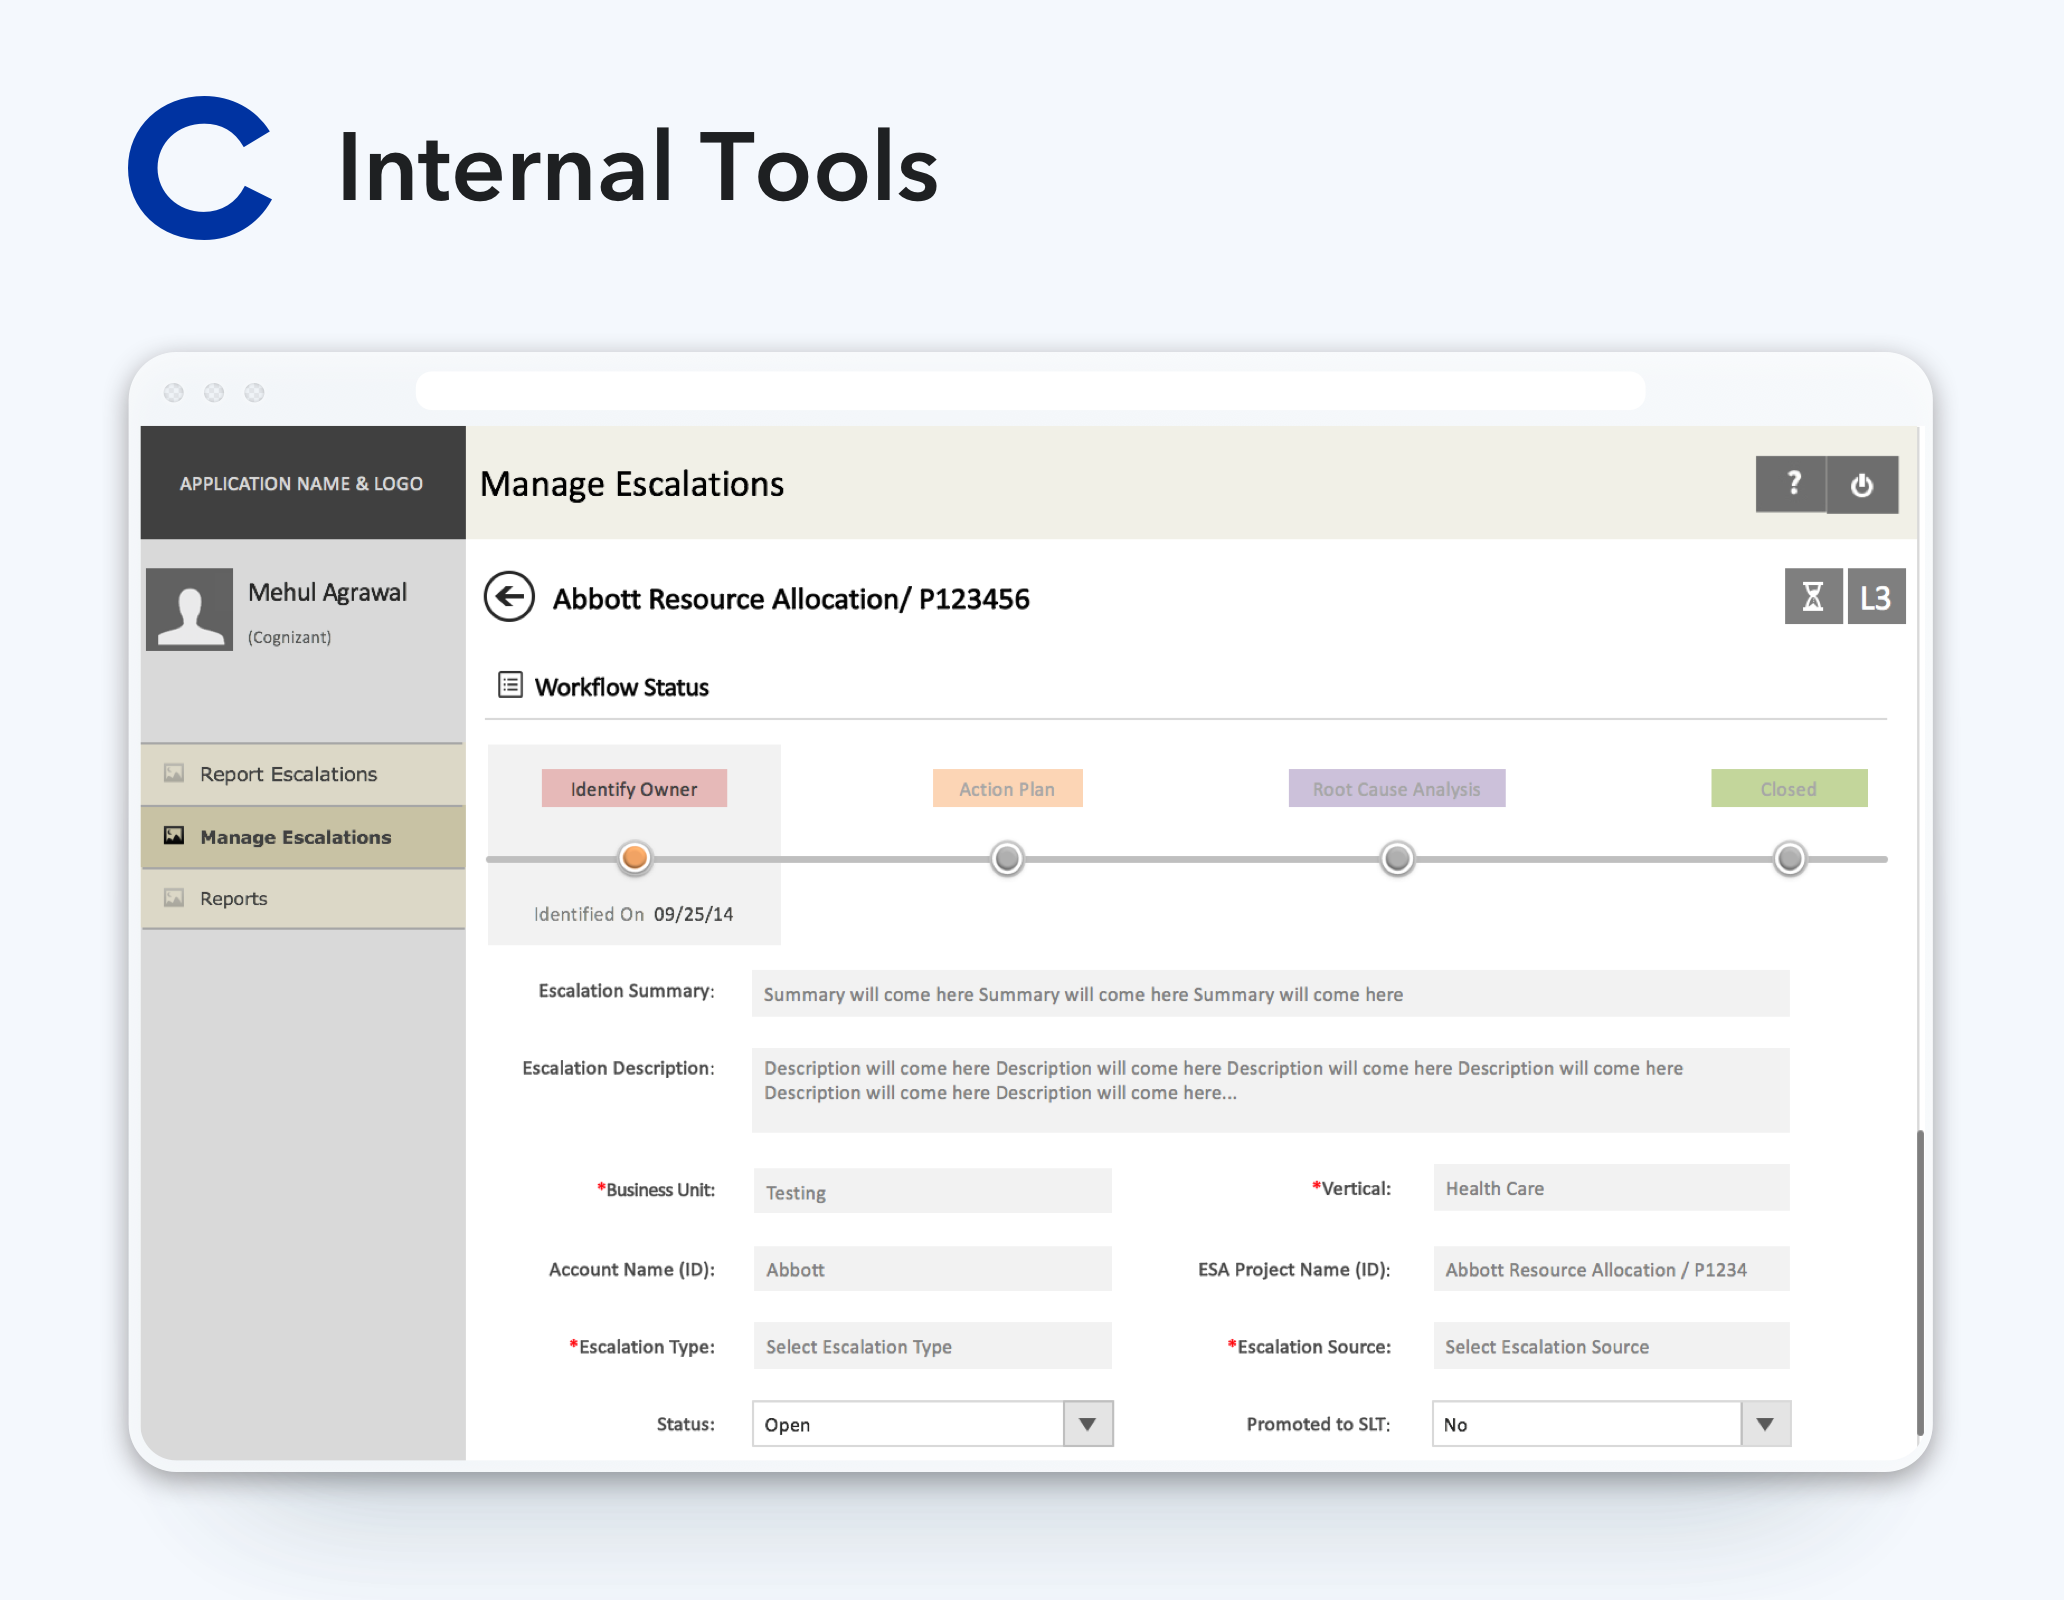 Internal Tools
APPLICATION NAME & LOGO
Manage Escalations
?
Mehul Agrawal
(Cognizant)
Abbott Resource Allocation/ P123456
L3
Workflow Status
Report Escalations
Manage Escalations
Reports
Identify Owner
Action Plan
Root Cause Analysis
Closed
Identified On 09/25/14
Escalation Summary:
Summary will come here Summary will come here Summary will come here
Escalation Description:
Description will come here Description will come here Description will come here Description will come here
Description will come here Description will come here...
*Business Unit:
Testing
*Vertical:
Health Care
Account Name (ID):
Abbott
ESA Project Name (ID):
Abbott Resource Allocation / P1234
*Escalation Type:
Select Escalation Type
*Escalation Source:
Select Escalation Source
Status:
Open
Promoted to SLT:
No